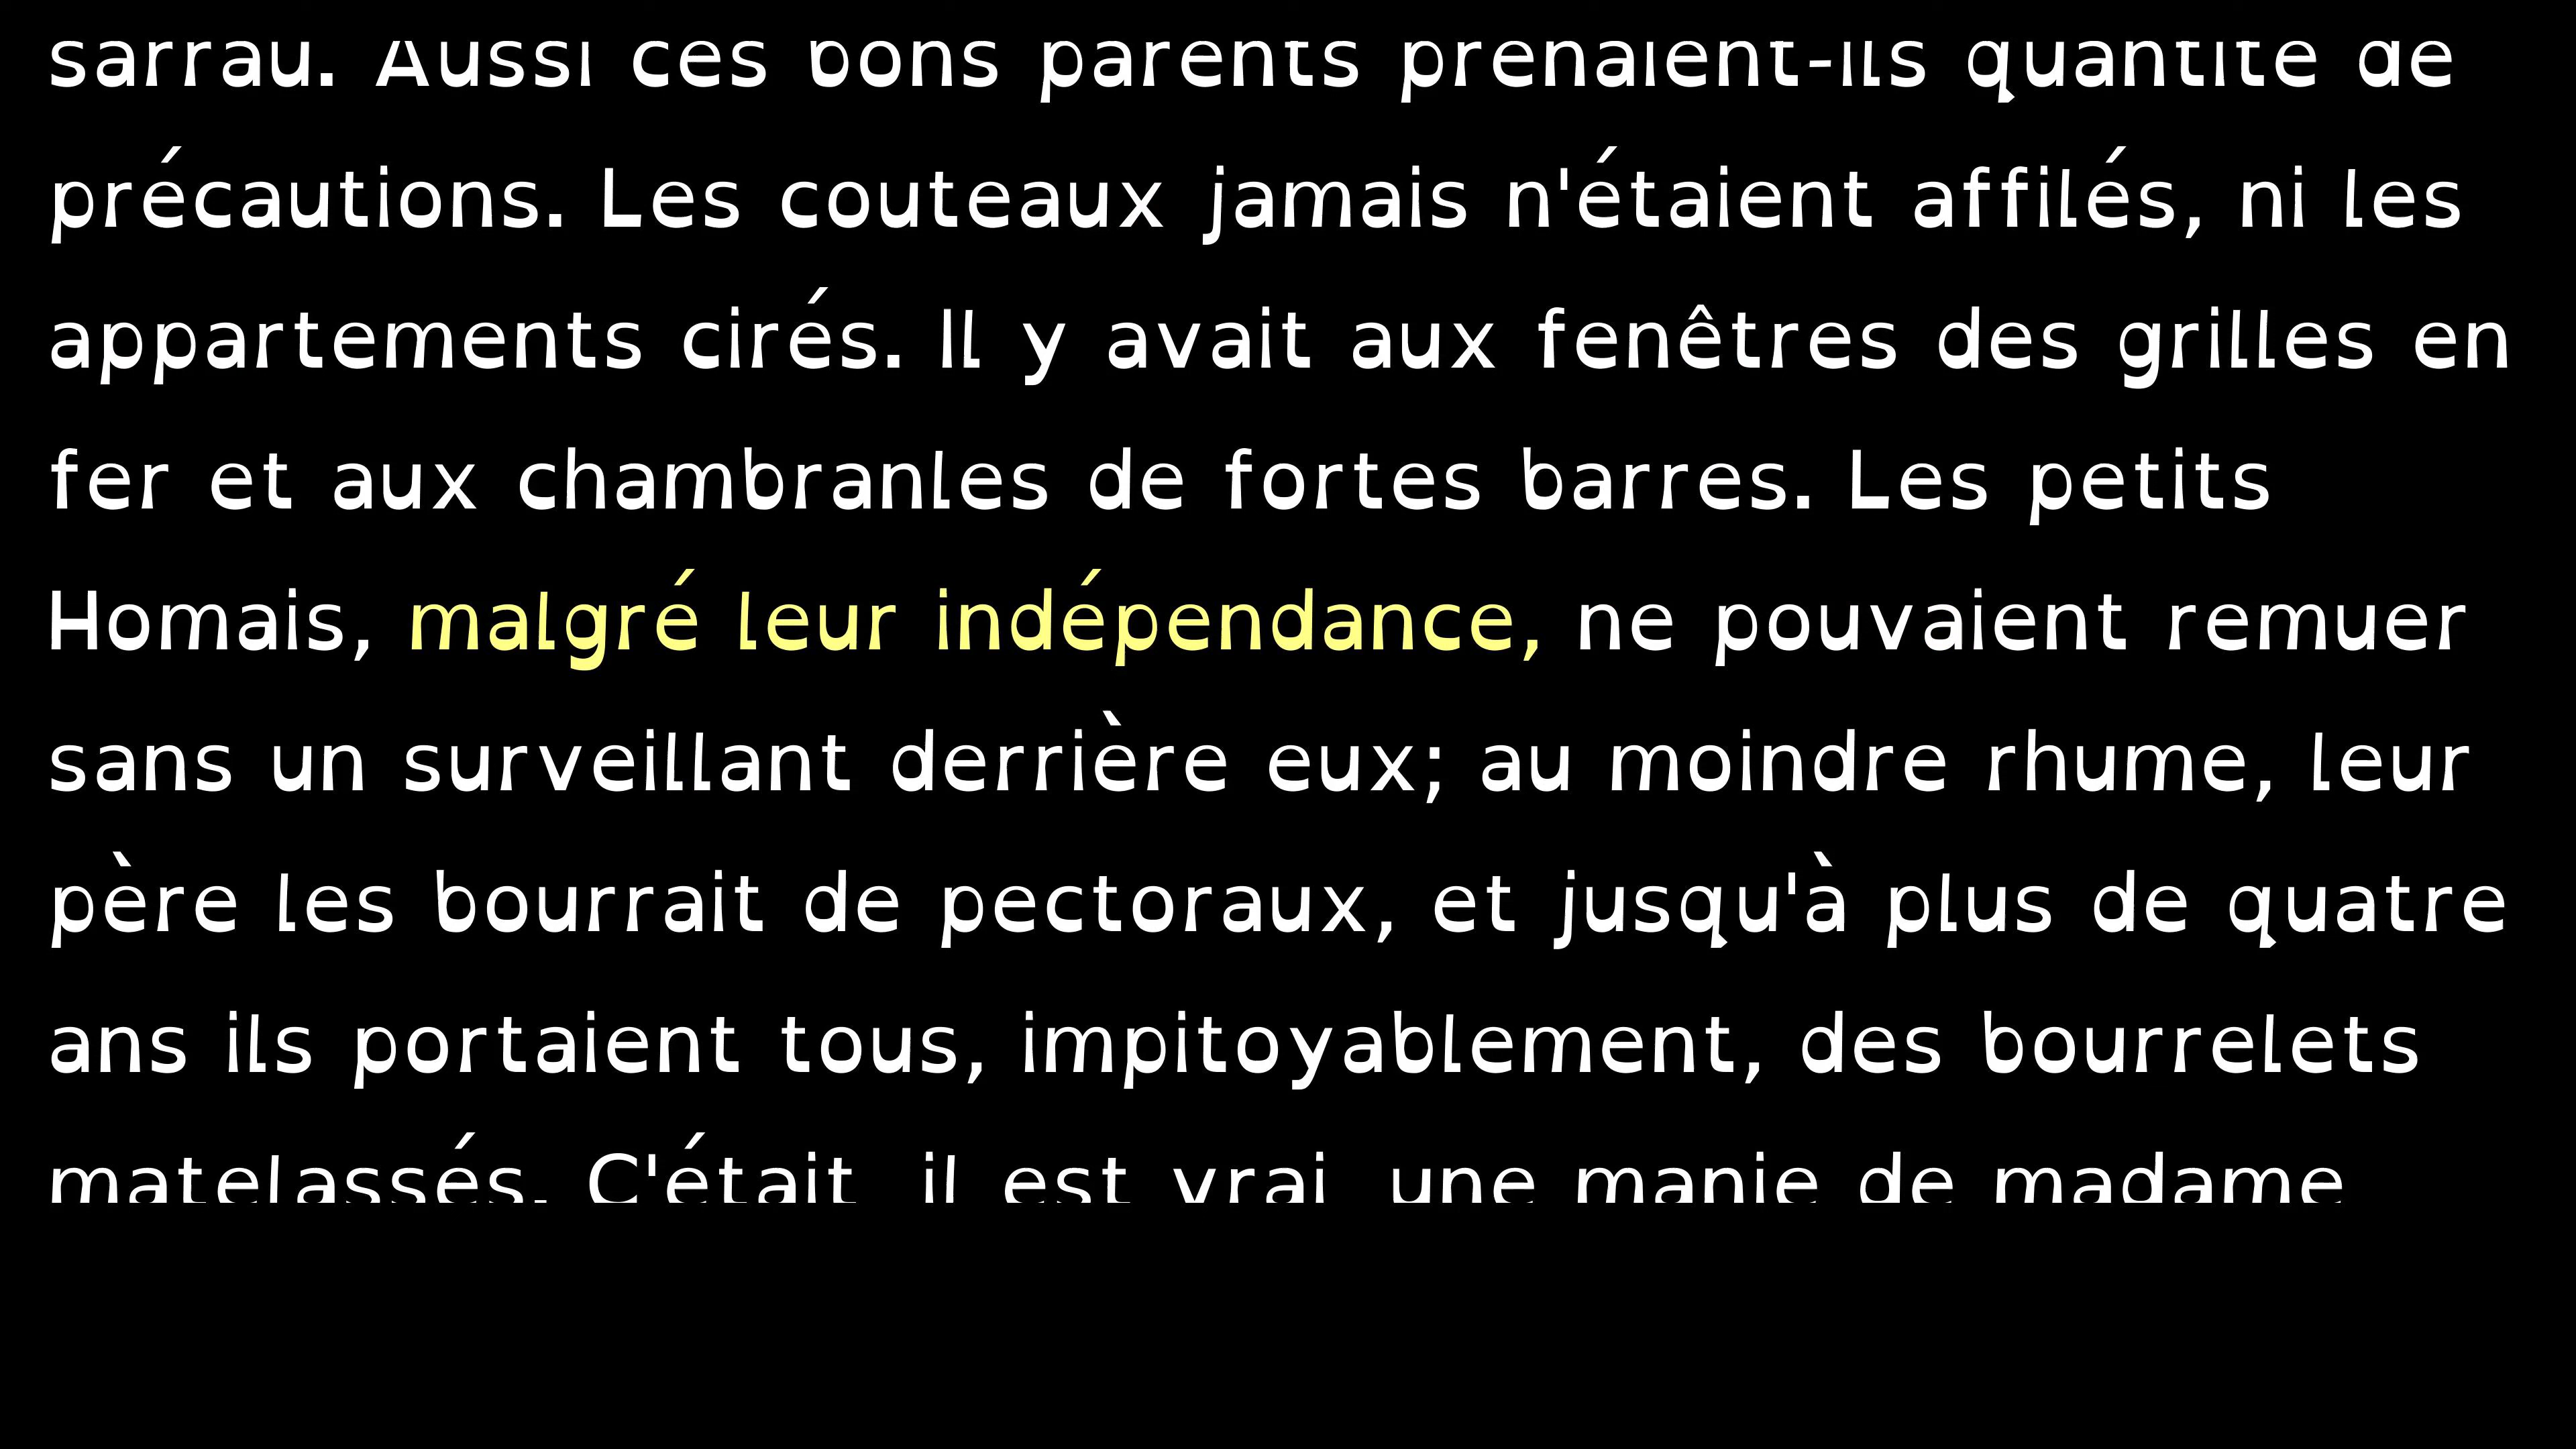 sarrau. Aussi ces bons parents prenaient-ils quantité de
précautions. Les couteaux jamais n'étaient affilés, ni les
appartements cirés. Il y avait aux fenêtres des grilles en
fer et aux chambranles de fortes barres. Les petits
Homais, malgré leur indépendance, ne pouvaient remuer
sans un surveillant derrière eux; au moindre rhume, leur
père les bourrait de pectoraux, et jusqu'à plus de quatre
ans ils portaient tous, impitoyablement, des bourrelets
matelassés. C'était il est vrai une manie de madame